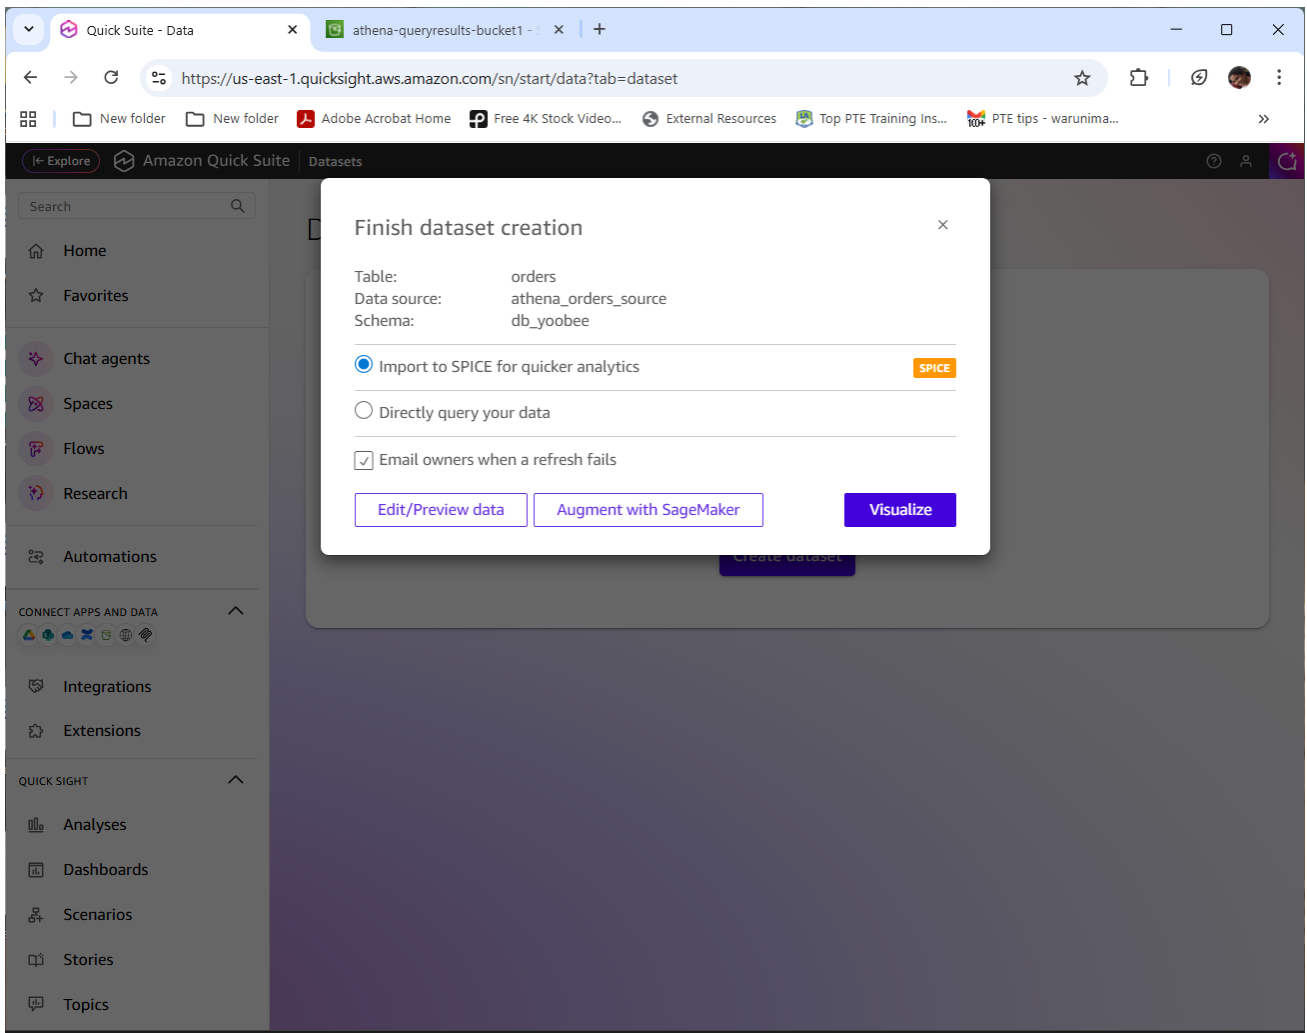 Quick Suite - Data
athena-queryresults-bucket1 -
https://us-east-1.quicksight.aws.amazon.com/sn/start/data?tab=dataset
New folder
New folder
Adobe Acrobat Home
Free 4K Stock Video...
External Resources
Top PTE Training Ins...
100+
PTE tips - warunima...
Explore
Amazon Quick Suite
Datasets
Search
Home
Favorites
Chat agents
Spaces
Flows
Research
Automations
CONNECT APPS AND DATA
Integrations
Extensions
QUICK SIGHT
Analyses
Dashboards
Scenarios
Stories
Topics
Finish dataset creation
Table: orders
Data source: athena_orders_source
Schema: db_yoobee
Import to SPICE for quicker analytics
SPICE
Directly query your data
Email owners when a refresh fails
Edit/Preview data
Augment with SageMaker
Visualize
Create dataset